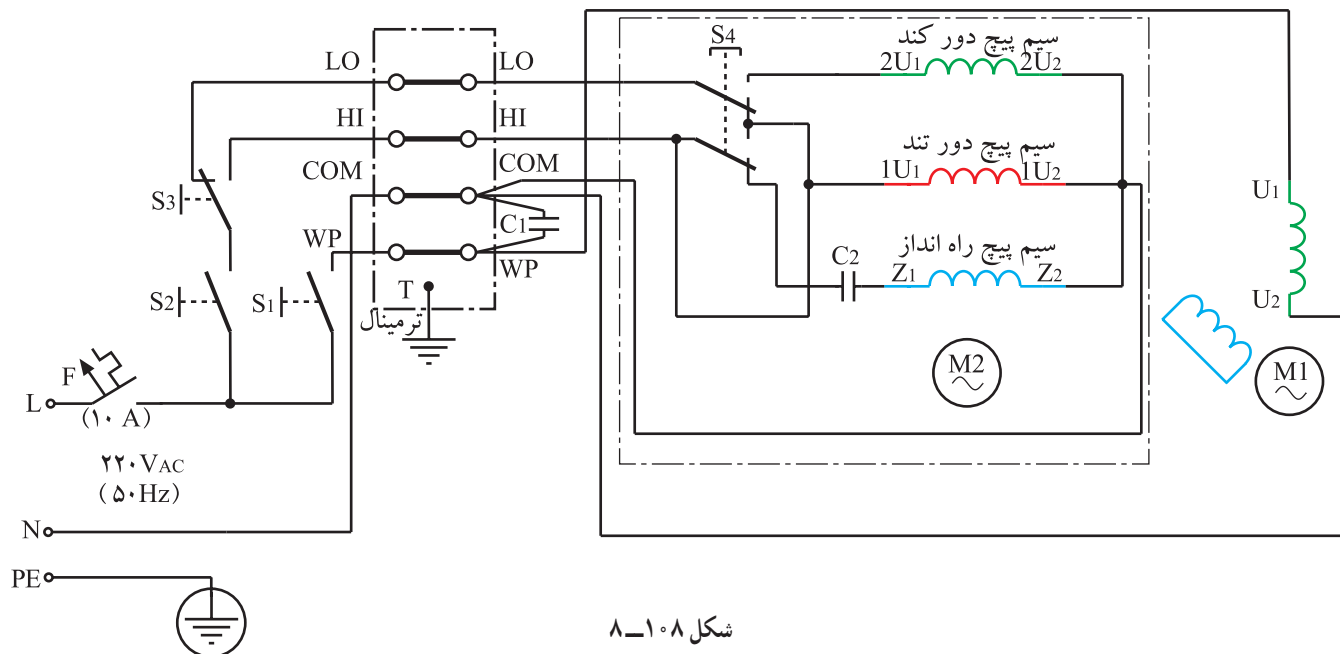 S4
سیم پیچ دور کند
2U1 2U2
LO LO
HI HI
COM COM
سیم پیچ دور تند
1U1 1U2
S3
C1
U1
WP WP
سیم پیچ راه انداز
C2
Z1 Z2
S2
S1
T
ترمینال
U2
F
M2
M1
L
(۱۰ A)
۲۲۰VAC
(۵۰Hz)
N
PE
شکل ۱۰۸ــ۸